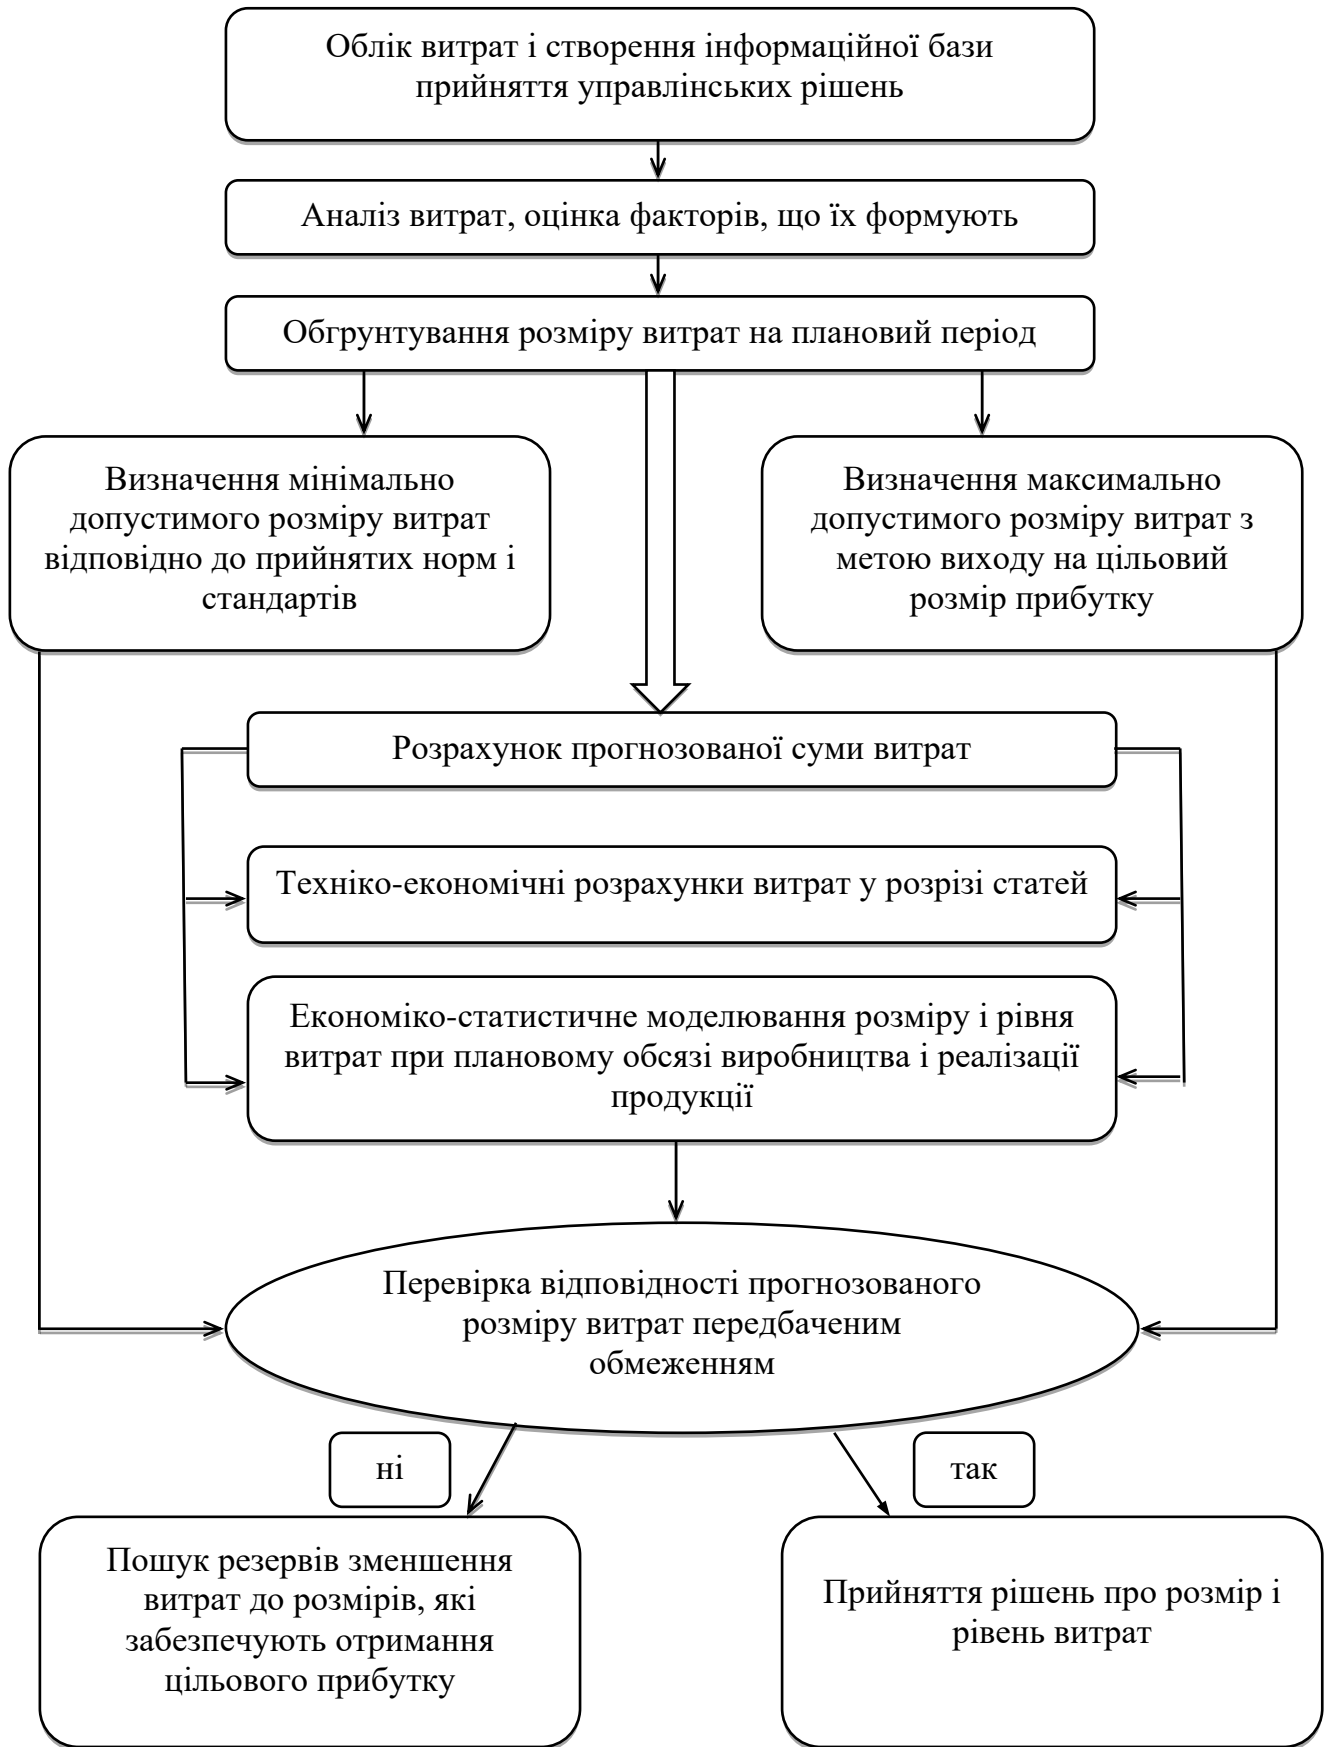 Облік витрат і створення інформаційної бази
прийняття управлінських рішень
Аналіз витрат, оцінка факторів, що їх формують
Обгрунтування розміру витрат на плановий період
Визначення мінімально
допустимого розміру витрат
відповідно до прийнятих норм і
стандартів
Визначення максимально
допустимого розміру витрат з
метою виходу на цільовий
розмір прибутку
Розрахунок прогнозованої суми витрат
Техніко-економічні розрахунки витрат у розрізі статей
Економіко-статистичне моделювання розміру і рівня
витрат при плановому обсязі виробництва і реалізації
продукції
Перевірка відповідності прогнозованого
розміру витрат передбаченим
обмеженням
ні
так
Пошук резервів зменшення
витрат до розмірів, які
забезпечують отримання
цільового прибутку
Прийняття рішень про розмір і
рівень витрат